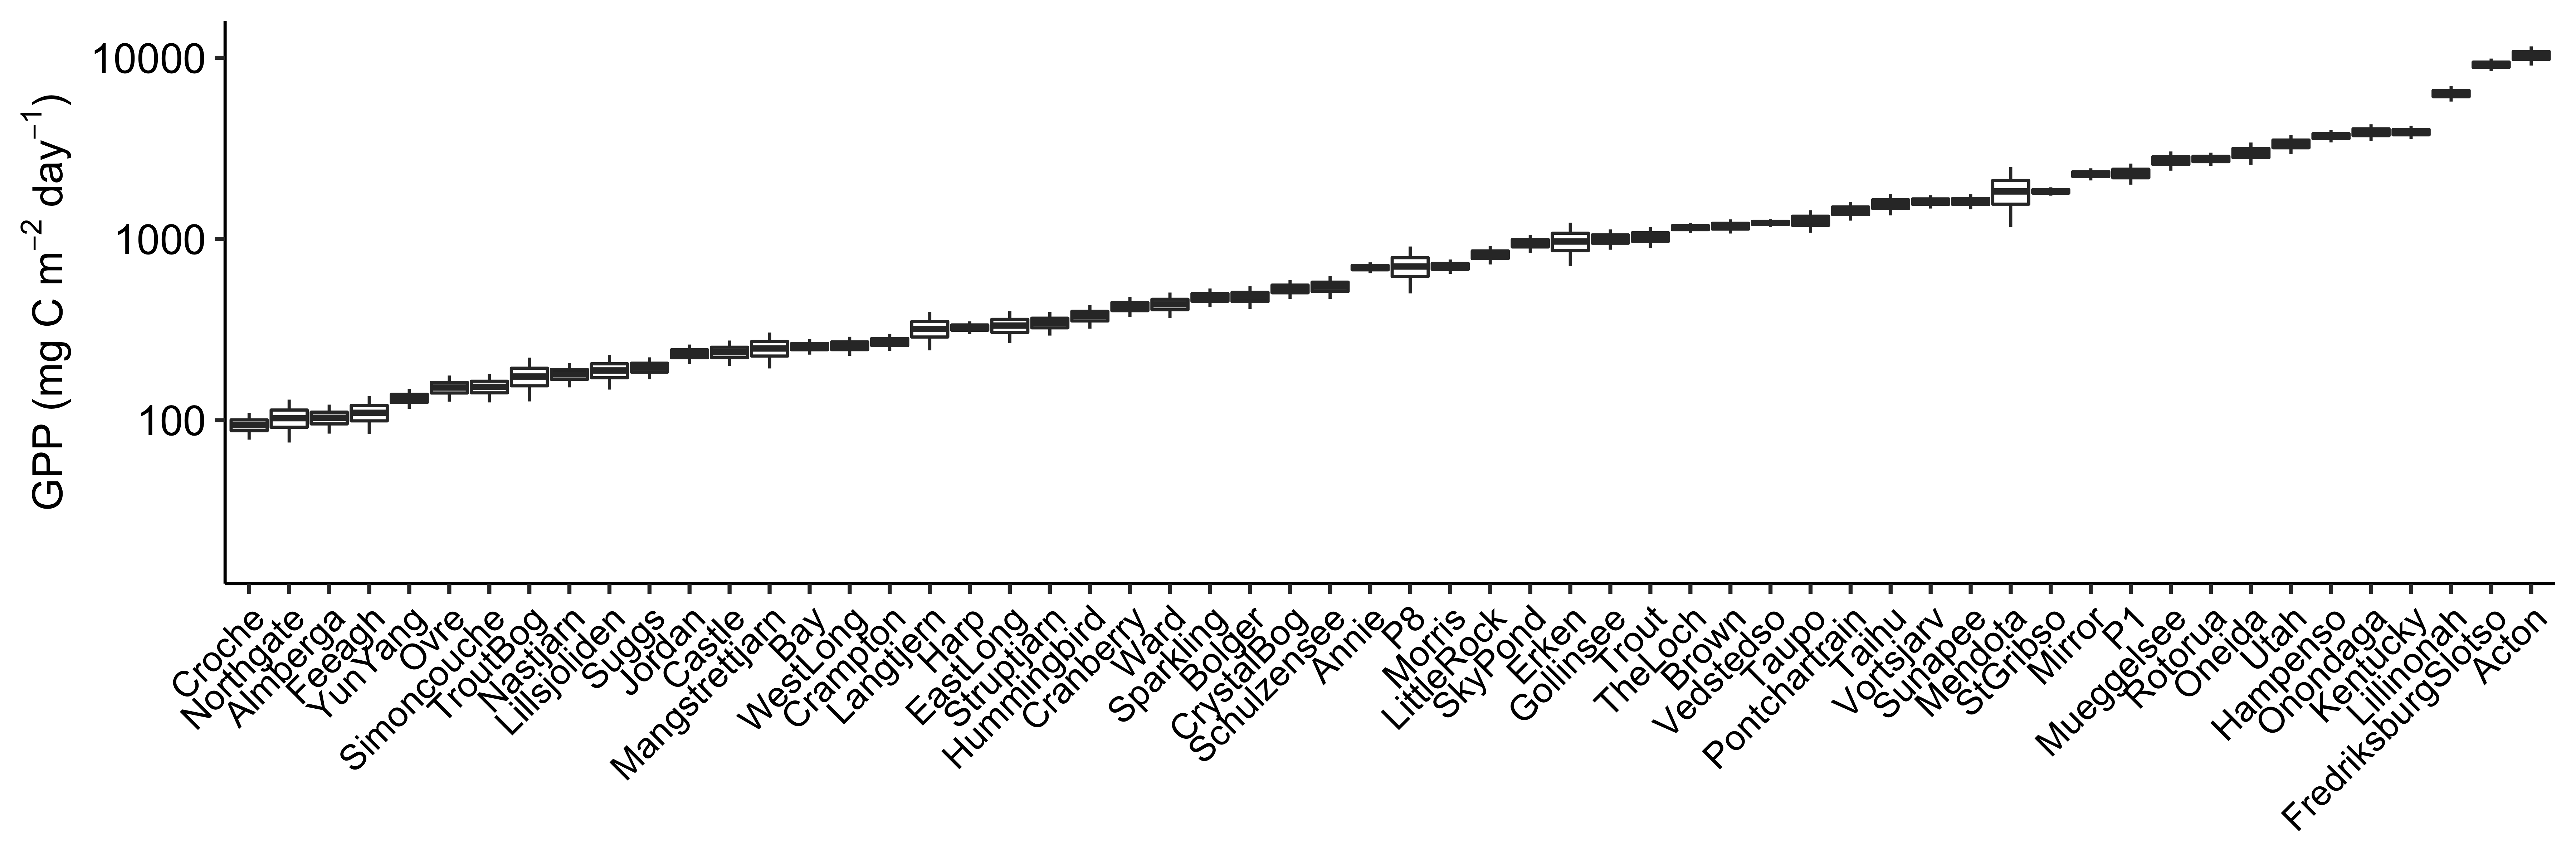 GPP (mg C m−2 day−1)
10000
1000
100
Croche
Northgate
Almberga
Feeagh
YunYang
Ovre
Simoncouche
TroutBog
Nastjarn
Lillsjoliden
Suggs
Jordan
Castle
Mangstrettjarn
Bay
WestLong
Crampton
Langtjern
Harp
EastLong
Struptjarn
Hummingbird
Cranberry
Ward
Sparkling
Bolger
CrystalBog
Schulzensee
Annie
P8
Morris
LittleRock
SkyPond
Erken
Gollinsee
Trout
TheLoch
Brown
Vedstedso
Taupo
Pontchartrain
Taihu
Vortsjarv
Sunapee
Mendota
StGribso
Mirror
P1
Mueggelsee
Rotorua
Oneida
Utah
Hampenso
Onondaga
Kentucky
Lillinonah
FredriksburgSlotso
Acton